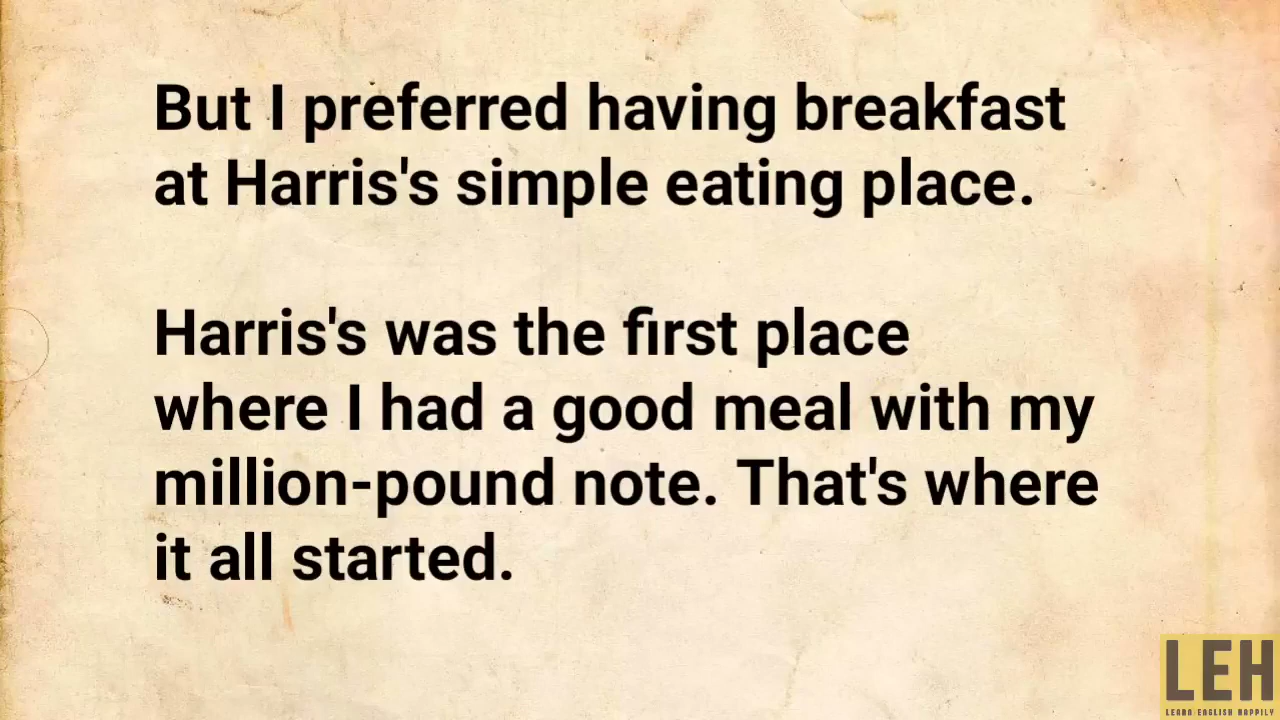 But I preferred having breakfast
at Harris's simple eating place.
Harris's was the first place
where I had a good meal with my
million-pound note. That's where
it all started.
LEH
LEARN ENGLISH HAPPILY